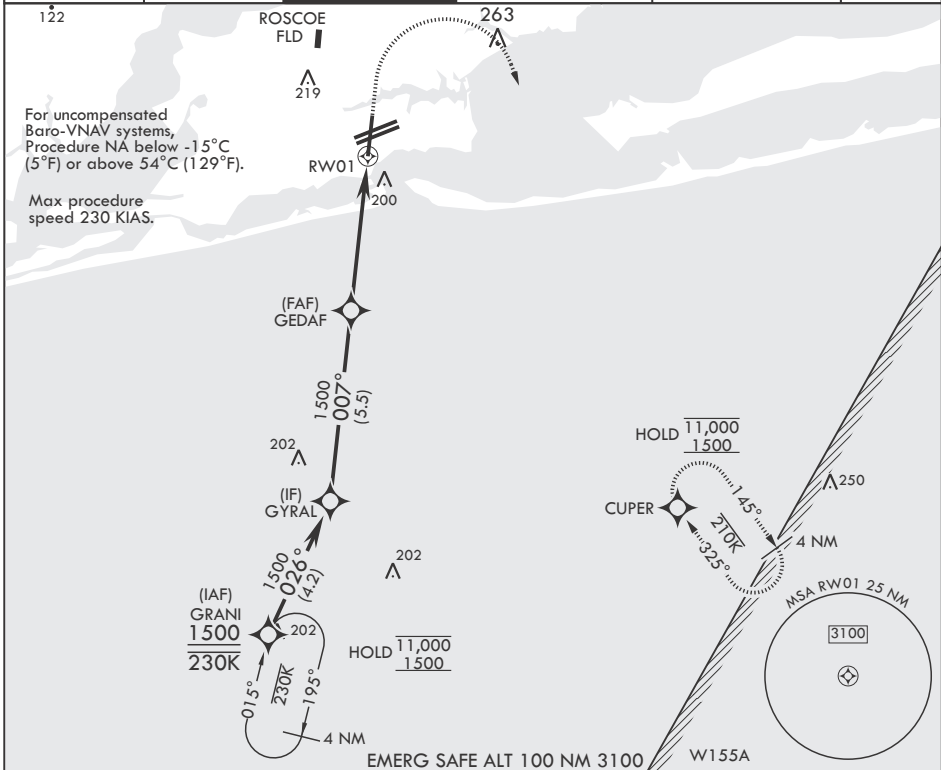 122
ROSCOE
FLD
263
219
For uncompensated
Baro-VNAV systems,
Procedure NA below -15°C
(5°F) or above 54°C (129°F).
RW01
200
Max procedure
speed 230 KIAS.
(FAF)
GEDAF
1500
007°
(5.5)
202
HOLD 11,000
1500
250
(IF)
GYRAL
CUPER
145°
210K
325°
4 NM
1500
026°
(4.2)
202
(IAF)
GRANI
1500
230K
202
HOLD 11,000
1500
015°
230K
195°
4 NM
MSA RW01 25 NM
3100
EMERG SAFE ALT 100 NM 3100
W155A